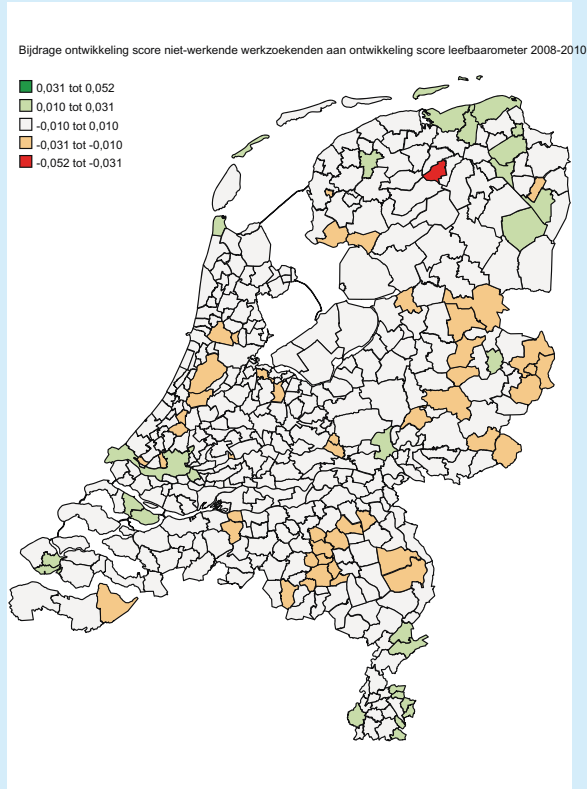 Bijdrage ontwikkeling score niet-werkende werkzoekenden aan ontwikkeling score leefbaarometer 2008-2010
0,031 tot 0,052
0,010 tot 0,031
-0,010 tot 0,010
-0,031 tot -0,010
-0,052 tot -0,031